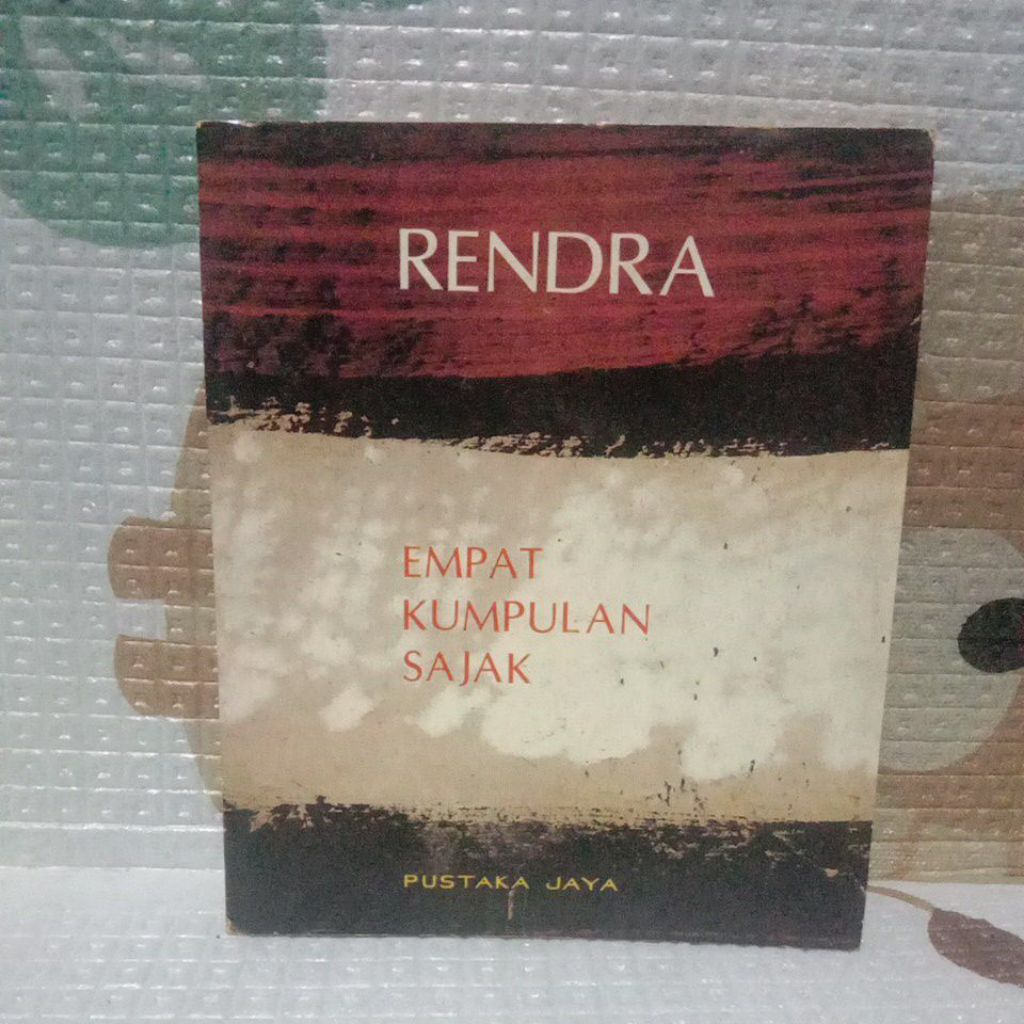 RENDRA
EMPAT
KUMPULAN
SAJAK
PUSTAKA JAYA